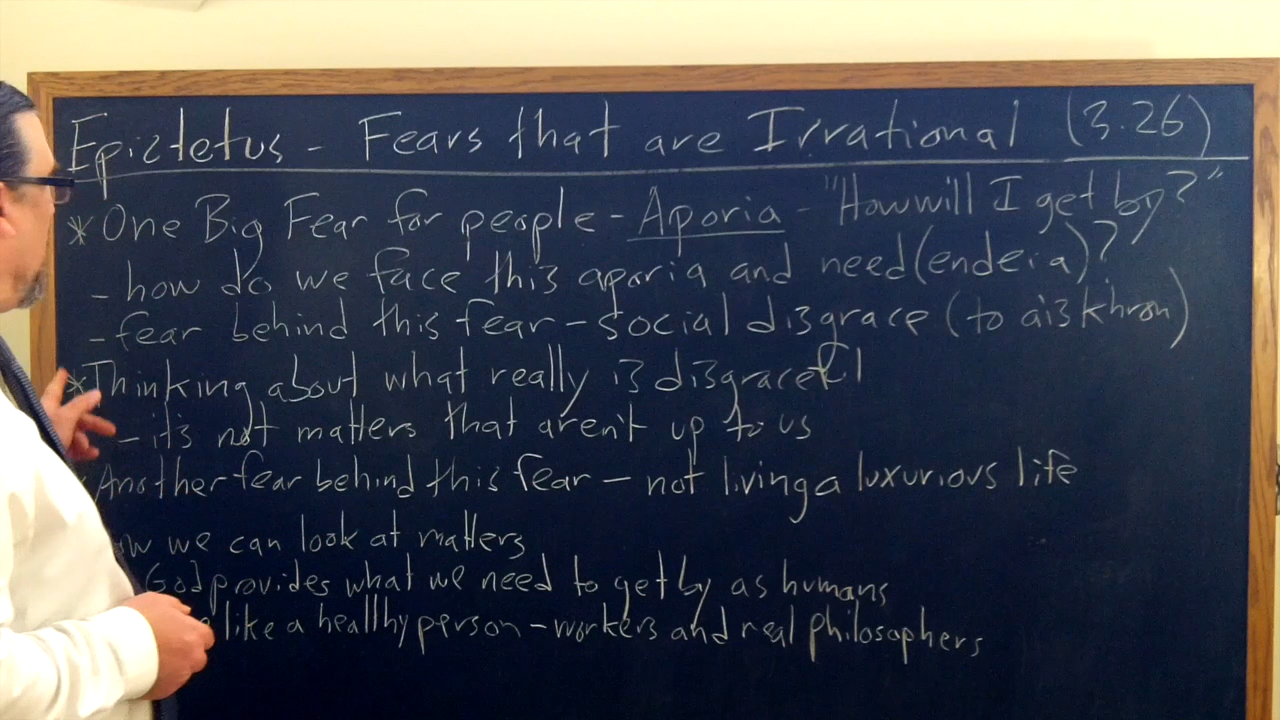 Epictetus - Fears that are Irrational (3.26)
* One Big Fear for people - Aporia - "How will I get by?"
- how do we face this aporia and need (endeia)?
- fear behind this fear - social disgrace (to aiskhron)
* Thinking about what really is disgraceful
- it's not matters that aren't up to us
Another fear behind this fear - not living a luxurious life
we can look at matters
God provides what we need to get by as humans
like a healthy person - workers and real philosophers